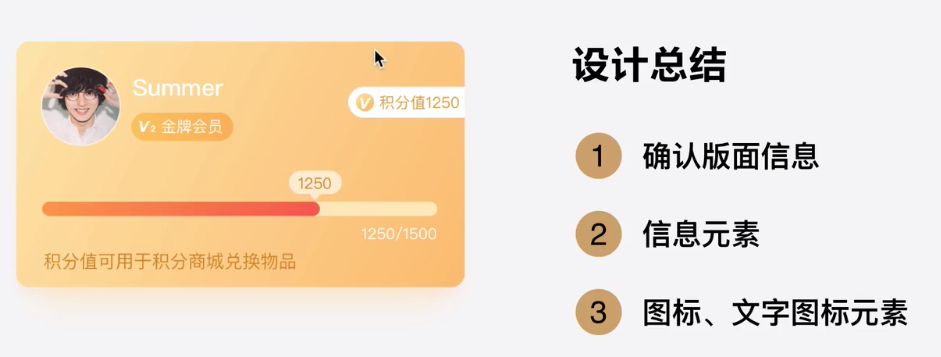 Summer
V2 金牌会员
V 积分值1250
1250
1250/1500
积分值可用于积分商城兑换物品
设计总结
1 确认版面信息
2 信息元素
3 图标、文字图标元素